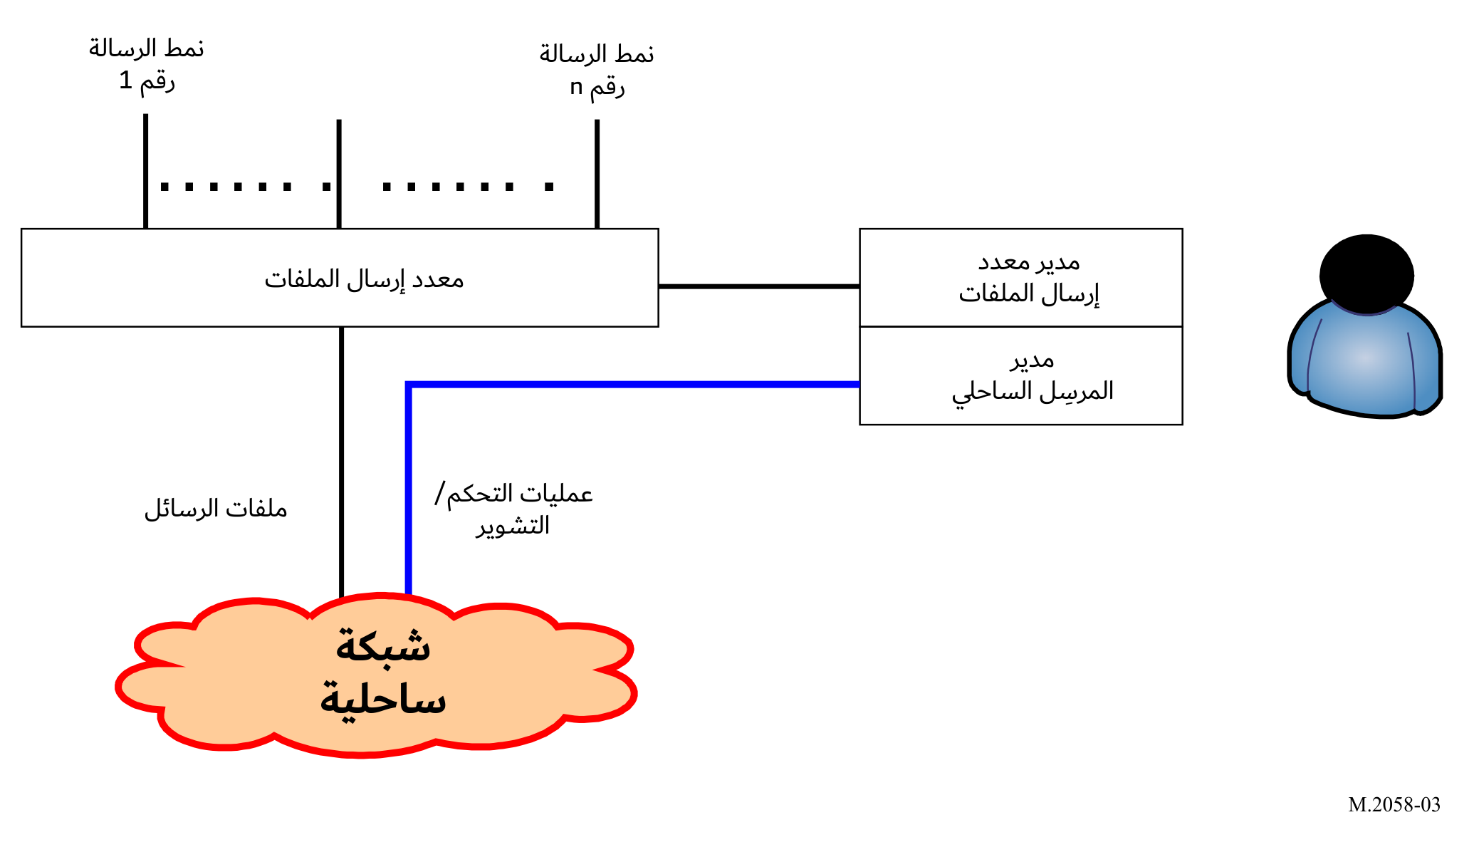 نمط الرسالة
رقم 1
نمط الرسالة
رقم n
معدد إرسال الملفات
مدير معدد
إرسال الملفات
مدير
المرسِل الساحلي
ملفات الرسائل
عمليات التحكم/
التشوير
شبكة
ساحلية
M.2058-03